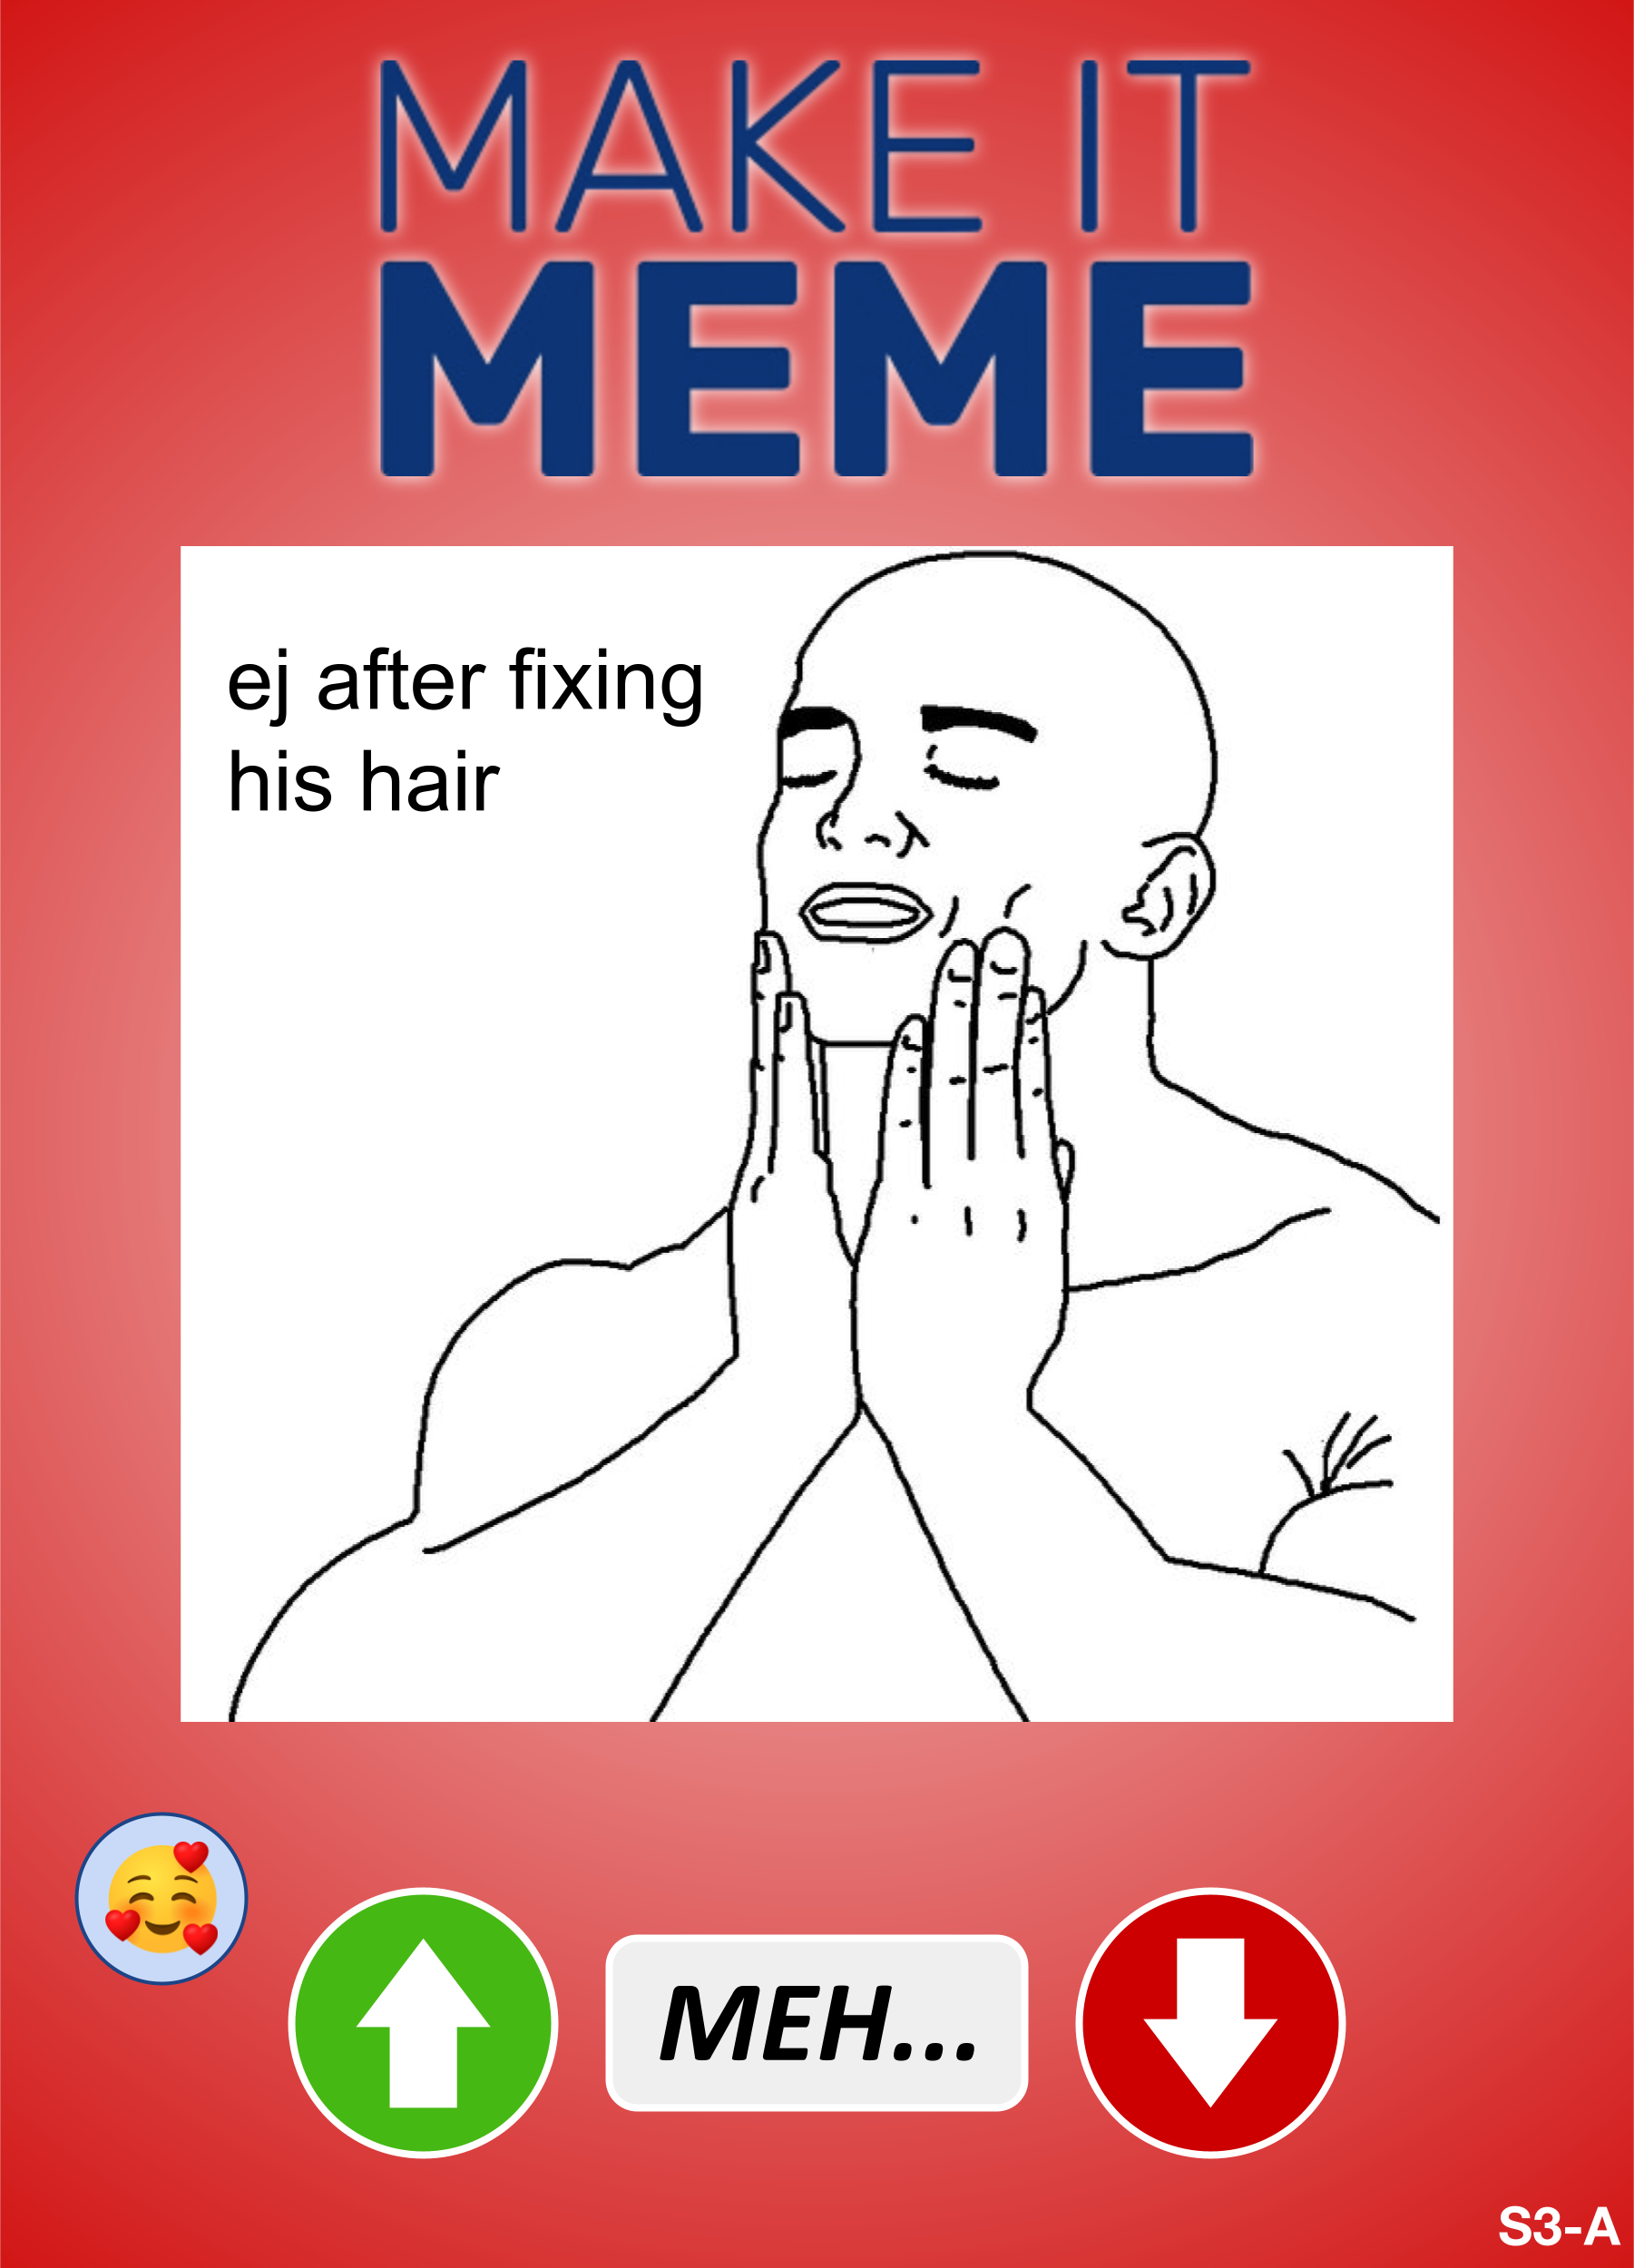 MAKE IT
MEME
ej after fixing
his hair
MEH...
S3-A